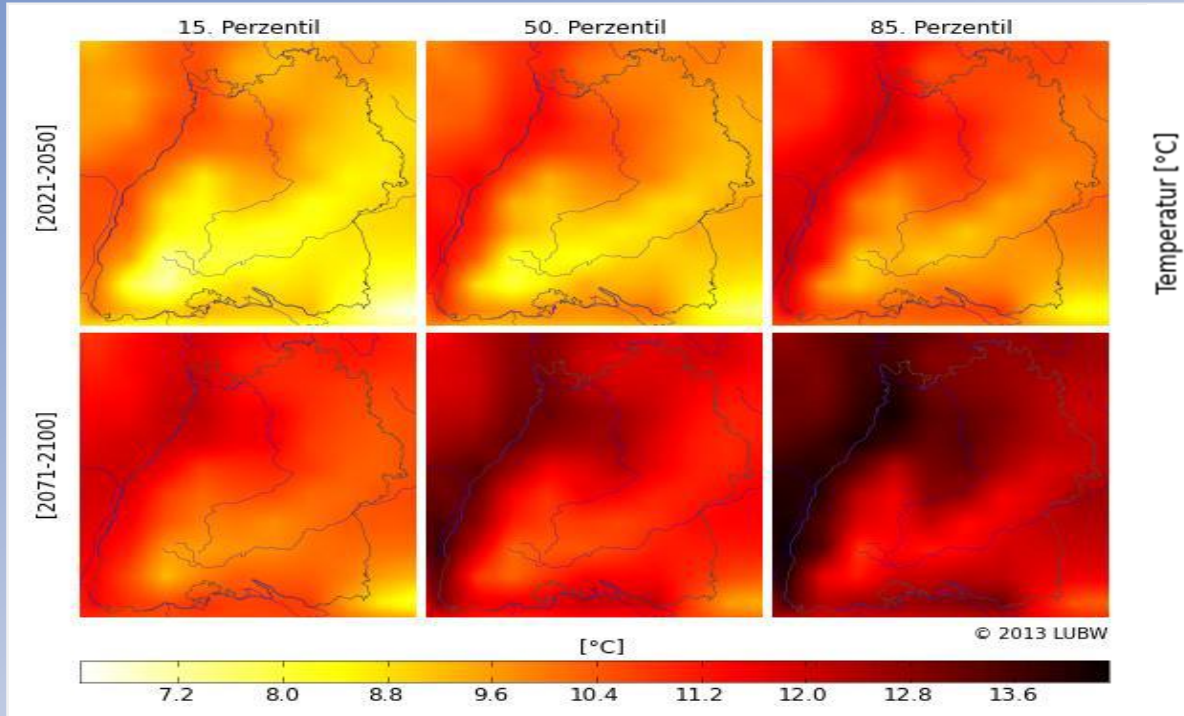 15. Perzentil 50. Perzentil 85. Perzentil
[2021-2050]
Temperatur [°C]
[2071-2100]
© 2013 LUBW
[°C]
7.2 8.0 8.8 9.6 10.4 11.2 12.0 12.8 13.6